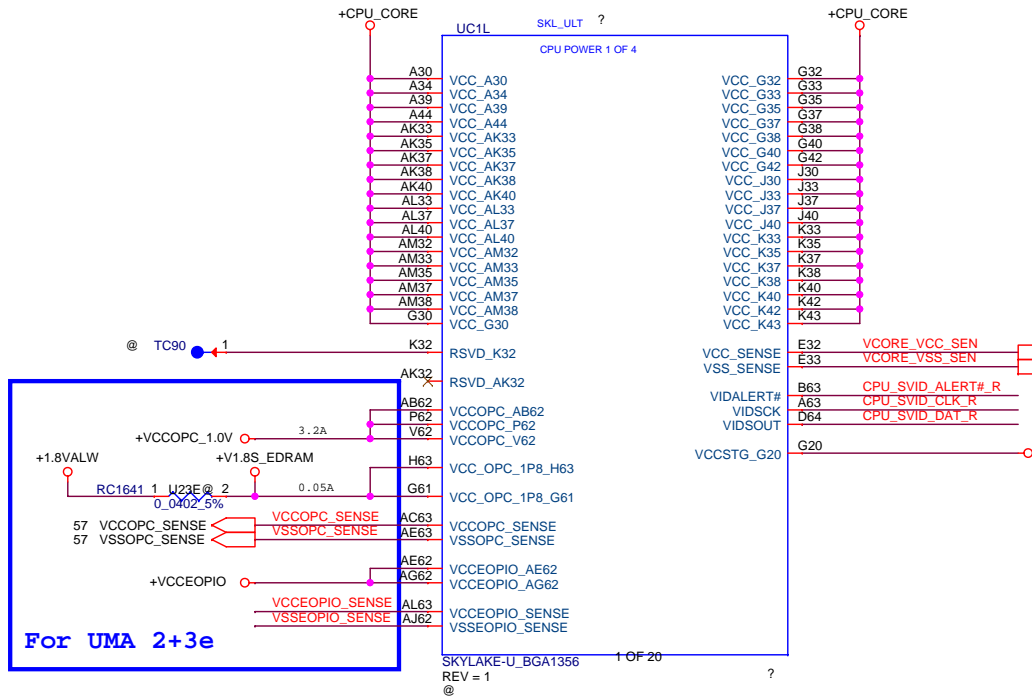 +CPU_CORE
SKL_ULT ?
+CPU_CORE
UC1L
CPU POWER 1 OF 4
A30 VCC_A30 VCC_G32 G32
A34 VCC_A34 VCC_G33 G33
A39 VCC_A39 VCC_G35 G35
A44 VCC_A44 VCC_G37 G37
AK33 VCC_AK33 VCC_G38 G38
AK35 VCC_AK35 VCC_G40 G40
AK37 VCC_AK37 VCC_G42 G42
AK38 VCC_AK38 VCC_J30 J30
AK40 VCC_AK40 VCC_J33 J33
AL33 VCC_AL33 VCC_J37 J37
AL37 VCC_AL37 VCC_J40 J40
AL40 VCC_AL40 VCC_K33 K33
AM32 VCC_AM32 VCC_K35 K35
AM33 VCC_AM33 VCC_K37 K37
AM35 VCC_AM35 VCC_K38 K38
AM37 VCC_AM37 VCC_K40 K40
AM38 VCC_AM38 VCC_K42 K42
G30 VCC_G30 VCC_K43 K43
@ TC90 1 K32 RSVD_K32 VCC_SENSE E32 VCORE_VCC_SEN
VSS_SENSE E33 VCORE_VSS_SEN
AK32 RSVD_AK32
VIDALERT# B63 CPU_SVID_ALERT#_R
AB62 VCCOPC_AB62 VIDSCK A63 CPU_SVID_CLK_R
P62 VCCOPC_P62 VIDSOUT D64 CPU_SVID_DAT_R
+VCCOPC_1.0V 3.2A V62 VCCOPC_V62
VCCSTG_G20 G20
+1.8VALW +V1.8S_EDRAM H63 VCC_OPC_1P8_H63
RC1641 1 U23E@ 2 0.05A G61 VCC_OPC_1P8_G61
0_0402_5%
57 VCCOPC_SENSE VCCOPC_SENSE AC63 VCCOPC_SENSE
57 VSSOPC_SENSE VSSOPC_SENSE AE63 VSSOPC_SENSE
AE62 VCCEOPIO_AE62
+VCCEOPIO AG62 VCCEOPIO_AG62
VCCEOPIO_SENSE AL63 VCCEOPIO_SENSE
VSSEOPIO_SENSE AJ62 VSSEOPIO_SENSE
For UMA 2+3e
SKYLAKE-U_BGA1356 1 OF 20
REV = 1 ?
@